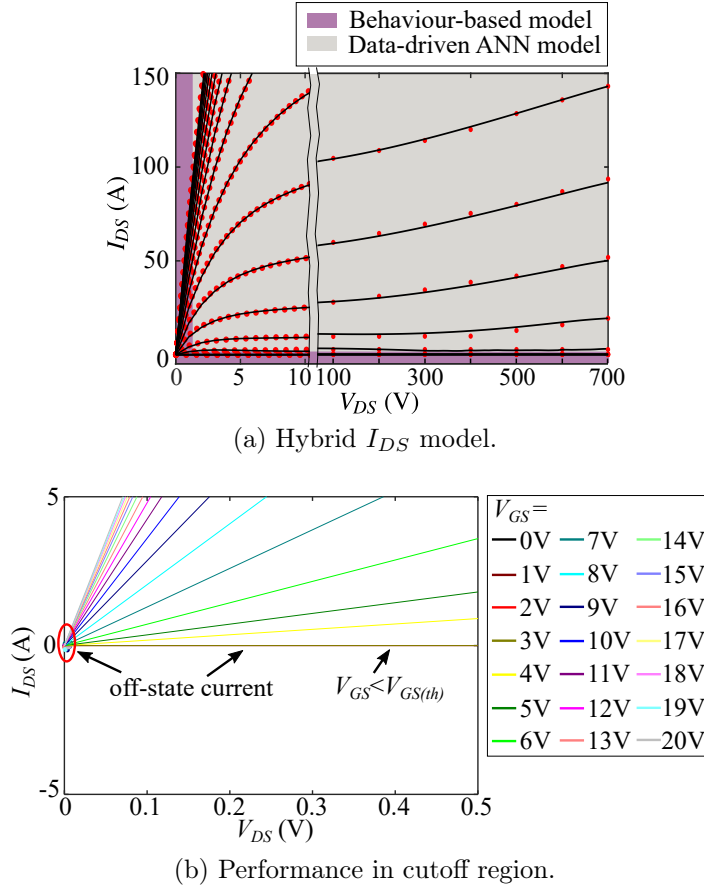 Behaviour-based model
Data-driven ANN model
150
100
50
0
I_DS (A)
0 5 10 100 300 400 500 600 700
V_DS (V)
(a) Hybrid I_DS model.
5
0
-5
I_DS (A)
off-state current
V_GS<V_GS(th)
0 0.1 0.2 0.3 0.4 0.5
V_DS (V)
V_GS=
0V 7V 14V
1V 8V 15V
2V 9V 16V
3V 10V 17V
4V 11V 18V
5V 12V 19V
6V 13V 20V
(b) Performance in cutoff region.